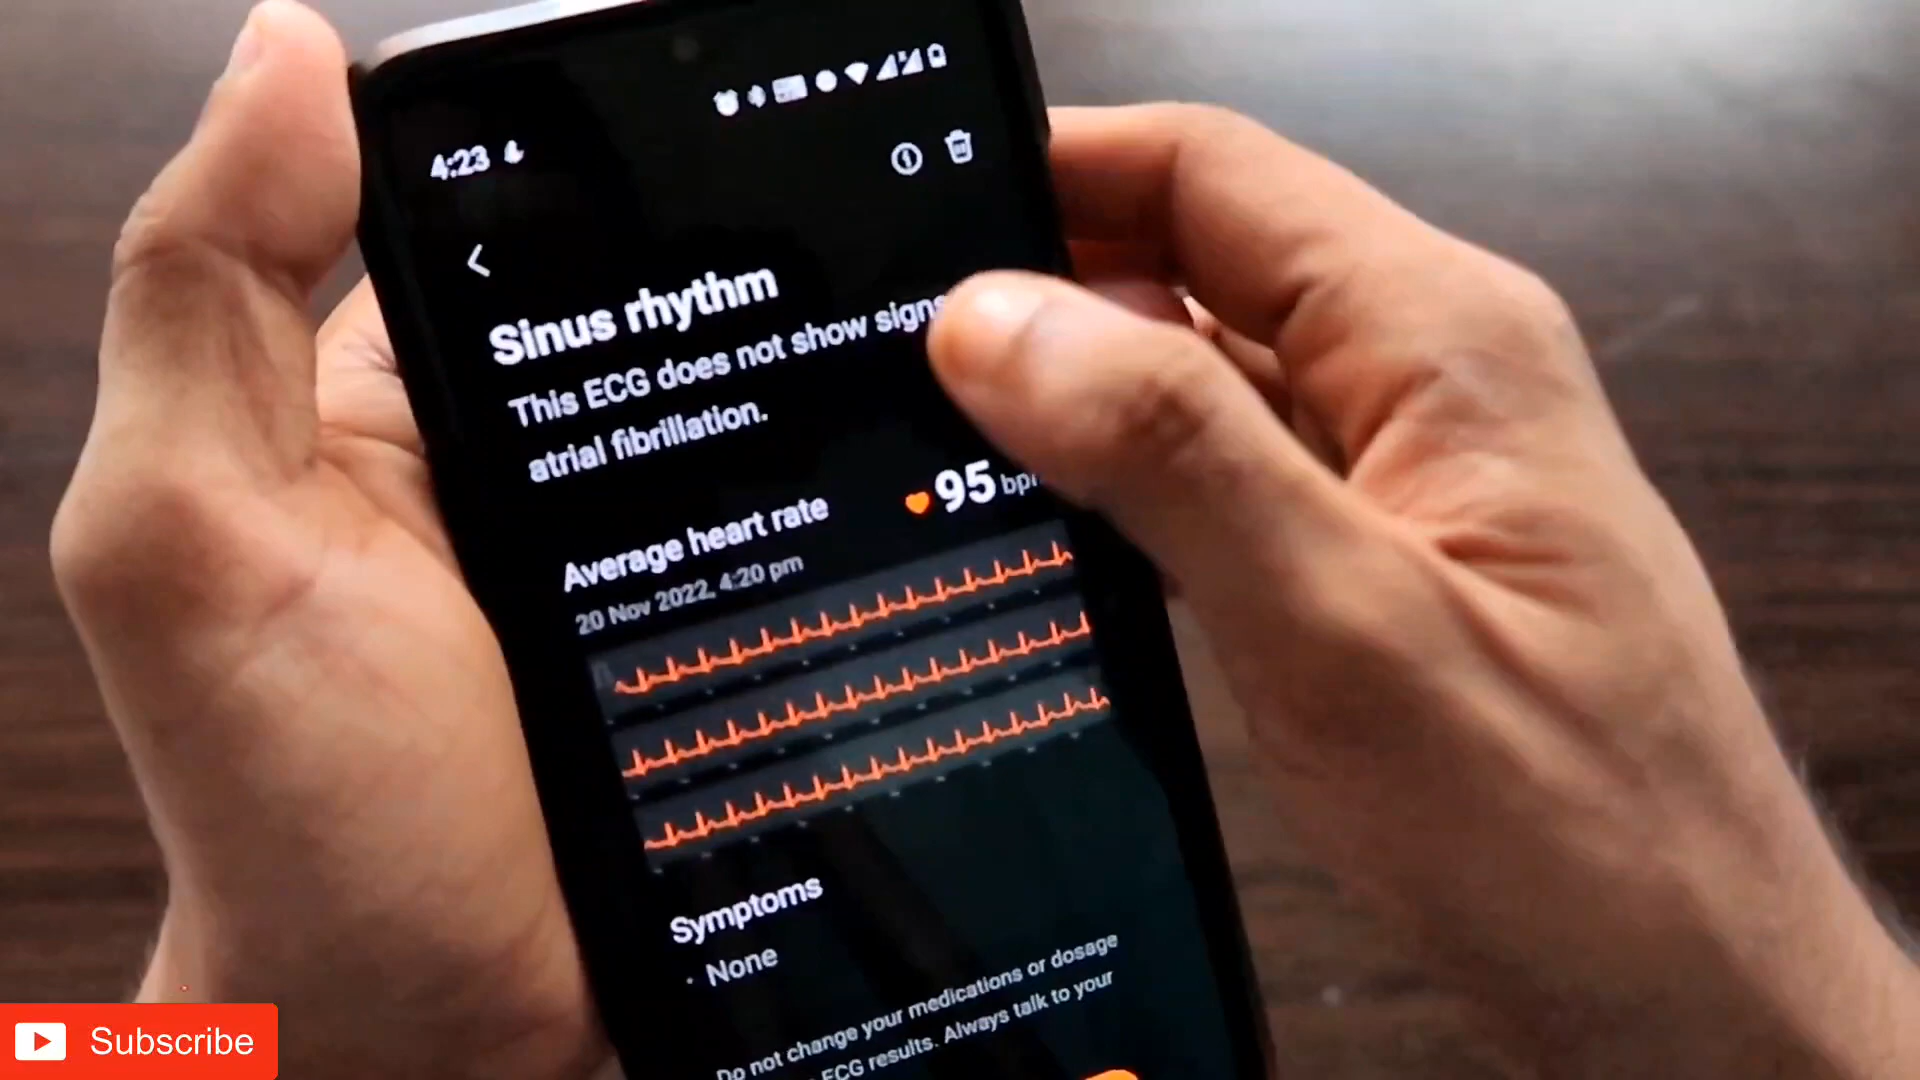 4:23
Sinus rhythm
This ECG does not show signs
atrial fibrillation.
Average heart rate
95
20 Nov 2022, 4:20 pm
Symptoms
· None
Do not change your medications or dosage
ECG results. Always talk to your
Subscribe